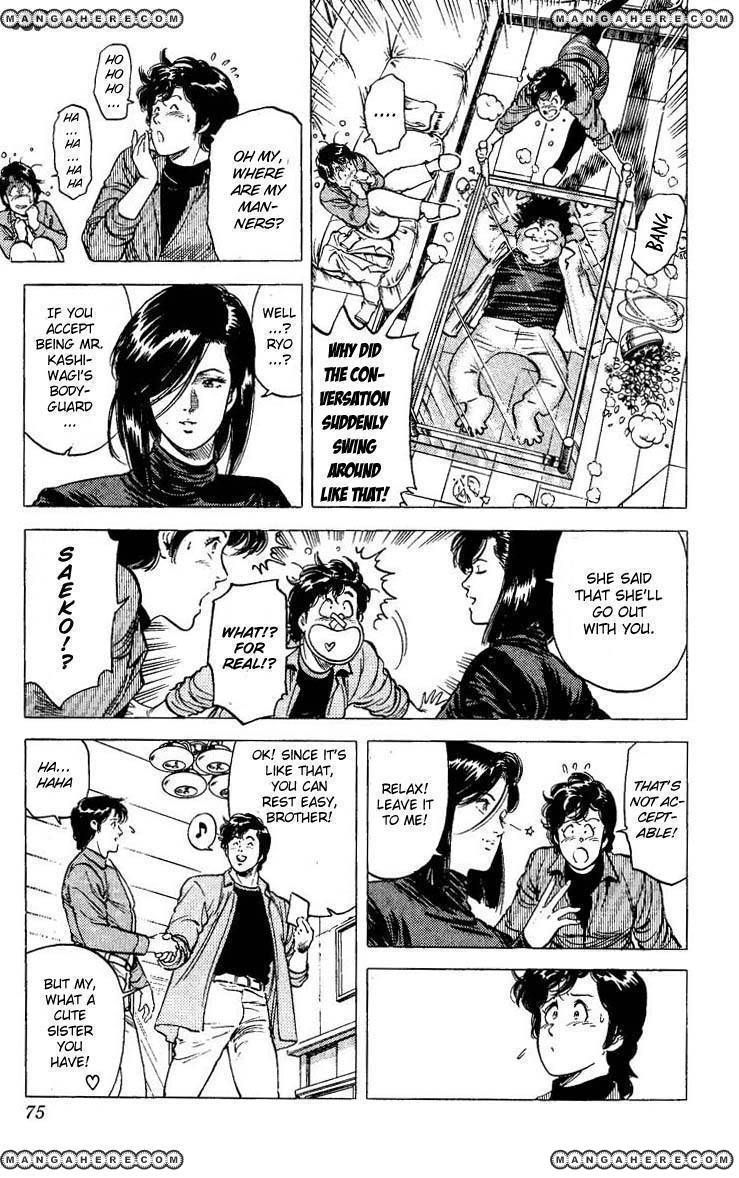 MANGAHERE.COM
MANGAHERE.COM
....
BANG
WHY DID
THE CON-
VERSATION
SUDDENLY
SWING
AROUND
LIKE THAT!
HO
HO
HO
...
HA
...
HA
...
HA
HA
OH MY,
WHERE
ARE MY
MAN-
NERS?
WELL
...?
RYO
...?
IF YOU
ACCEPT
BEING MR.
KASHI-
WAGI'S
BODY-
GUARD
...
SHE SAID
THAT SHE'LL
GO OUT
WITH YOU.
WHAT!?
FOR
REAL!?
SAEKO!?
THAT'S
NOT AC-
CEPT-
ABLE!
RELAX!
LEAVE IT
TO ME!
OK! SINCE IT'S
LIKE THAT,
YOU CAN
REST EASY,
BROTHER!
HA...
HAHA
BUT MY,
WHAT A
CUTE
SISTER
YOU
HAVE!
75
MANGAHERE.COM
MANGAHERE.COM